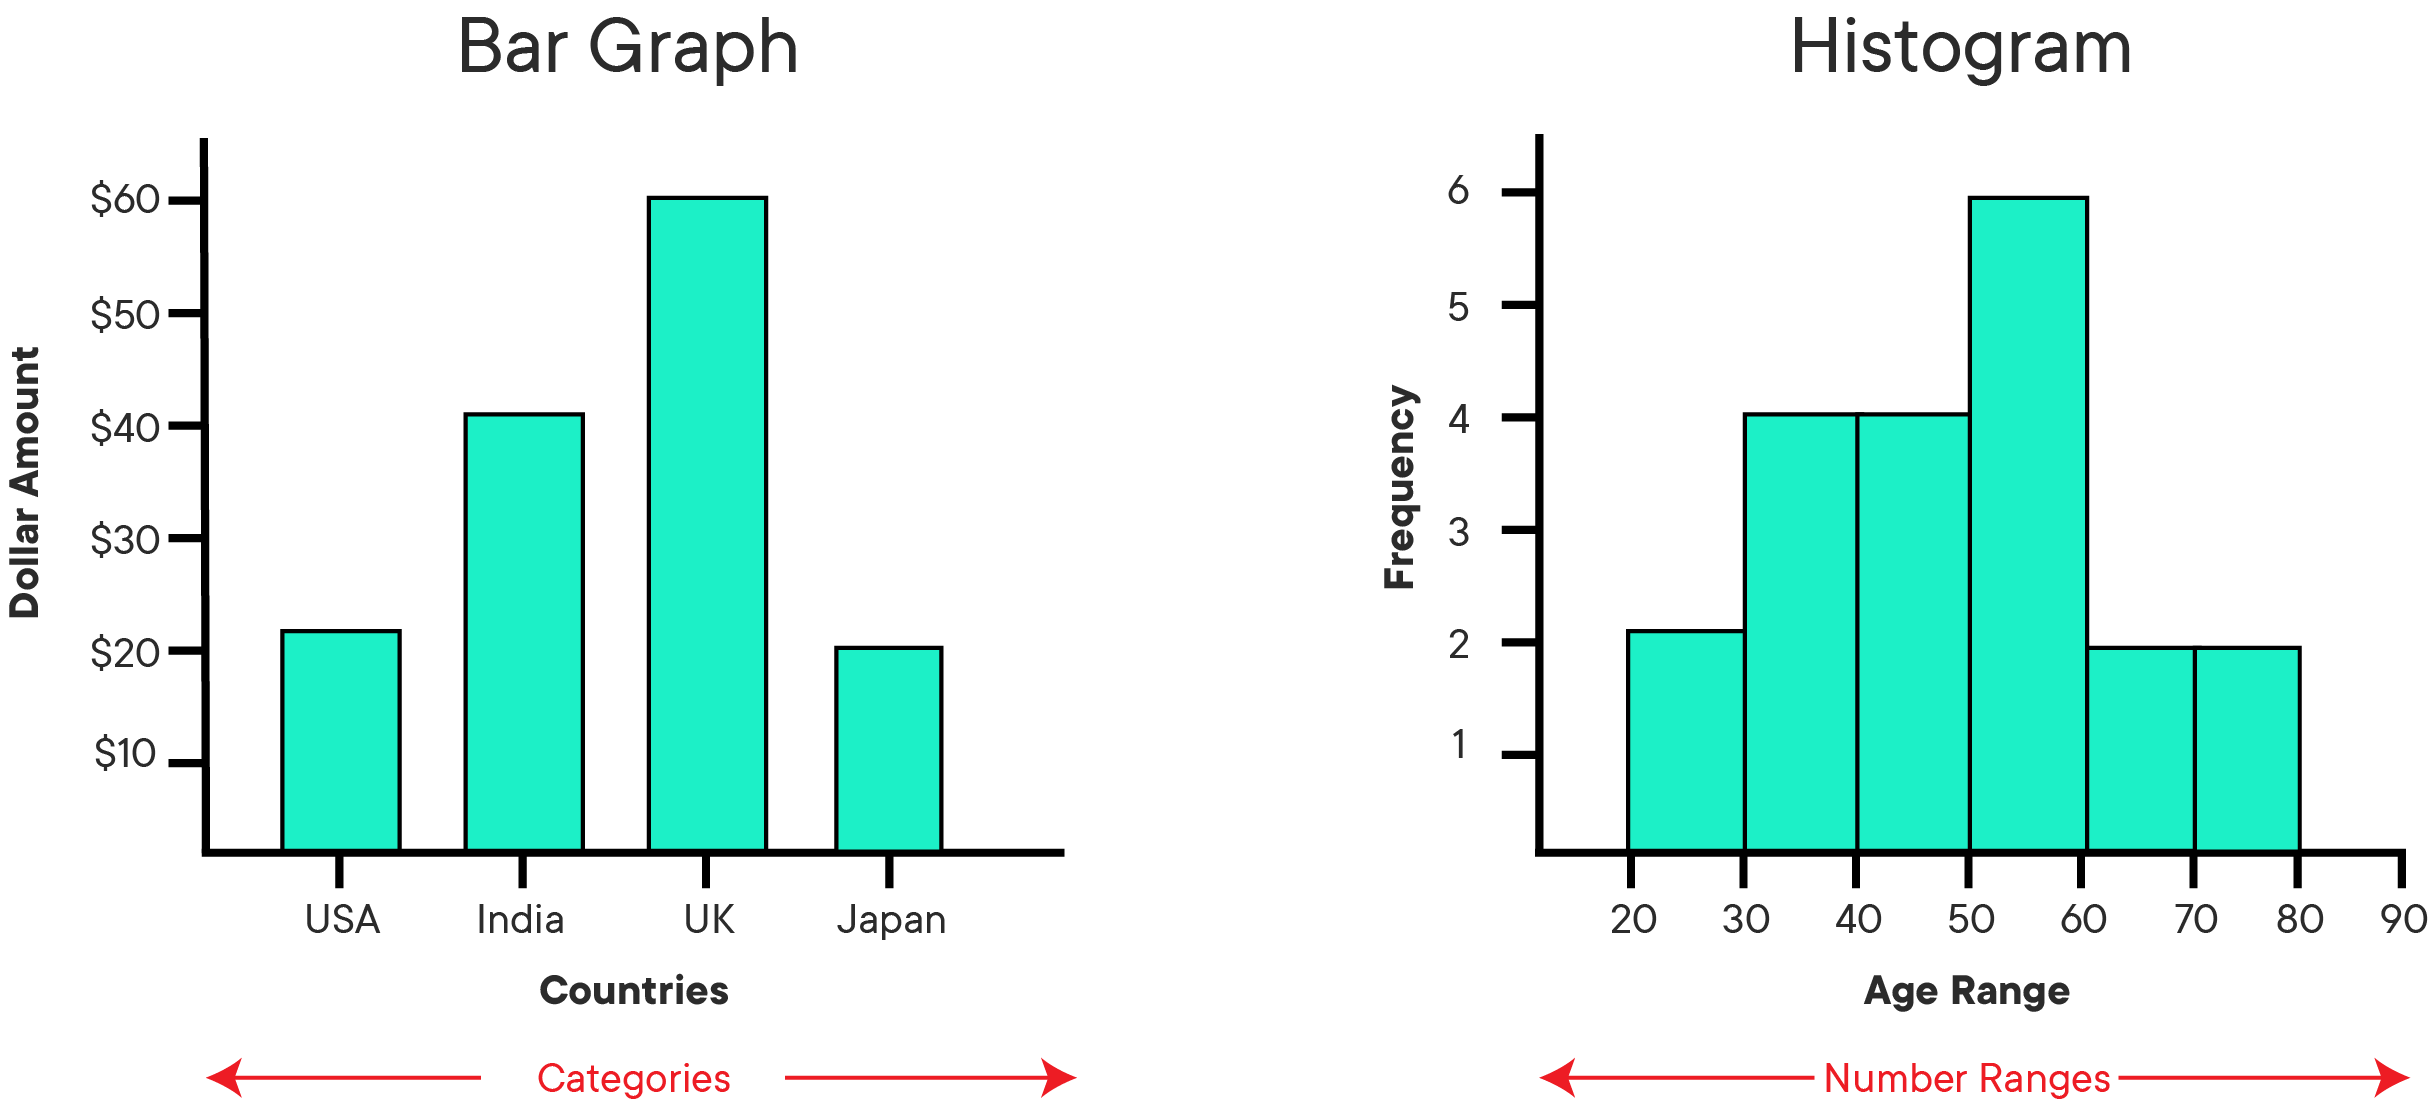 Bar Graph
Dollar Amount
$60
$50
$40
$30
$20
$10
USA India UK Japan
Countries
Categories
Histogram
Frequency
6
5
4
3
2
1
20 30 40 50 60 70 80 90
Age Range
Number Ranges